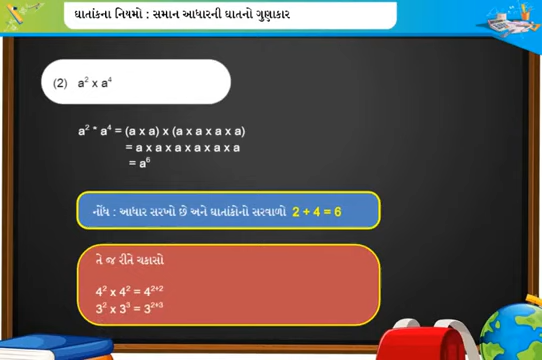 ઘાતાંકના નિયમો : સમાન આધારની ઘાતનો ગુણાકાર
(2) a² x a⁴
a² * a⁴ = (a x a) x (a x a x a x a)
= a x a x a x a x a x a
= a⁶
નોંધ : આધાર સરખો છે અને ઘાતાંકોનો સરવાળો 2 + 4 = 6
તે જ રીતે ચકાસો
4² x 4² = 4²⁺²
3² x 3³ = 3²⁺³